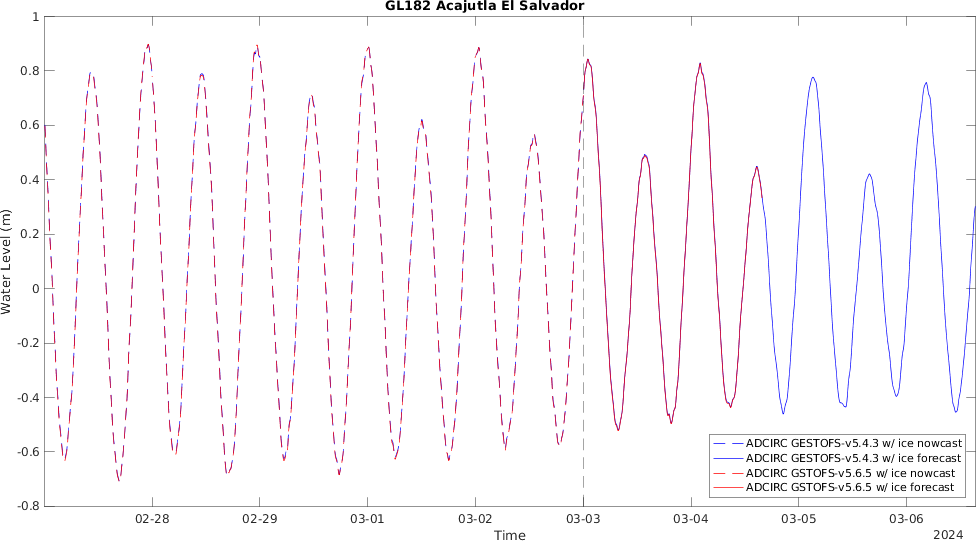 GL182 Acajutla El Salvador
1
0.8
0.6
0.4
0.2
0
-0.2
-0.4
-0.6
-0.8
Water Level (m)
ADCIRC GESTOFS-v5.4.3 w/ ice nowcast
ADCIRC GESTOFS-v5.4.3 w/ ice forecast
ADCIRC GSTOFS-v5.6.5 w/ ice nowcast
ADCIRC GSTOFS-v5.6.5 w/ ice forecast
02-28 02-29 03-01 03-02 03-03 03-04 03-05 03-06
Time
2024